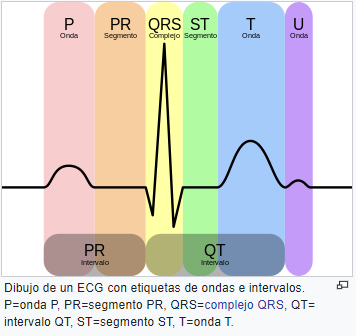 P PR QRS ST T U
Onda Segmento Complejo Segmento Onda Onda
PR QT
Intervalo Intervalo
Dibujo de un ECG con etiquetas de ondas e intervalos.
P=onda P, PR=segmento PR, QRS=complejo QRS, QT=
intervalo QT, ST=segmento ST, T=onda T.